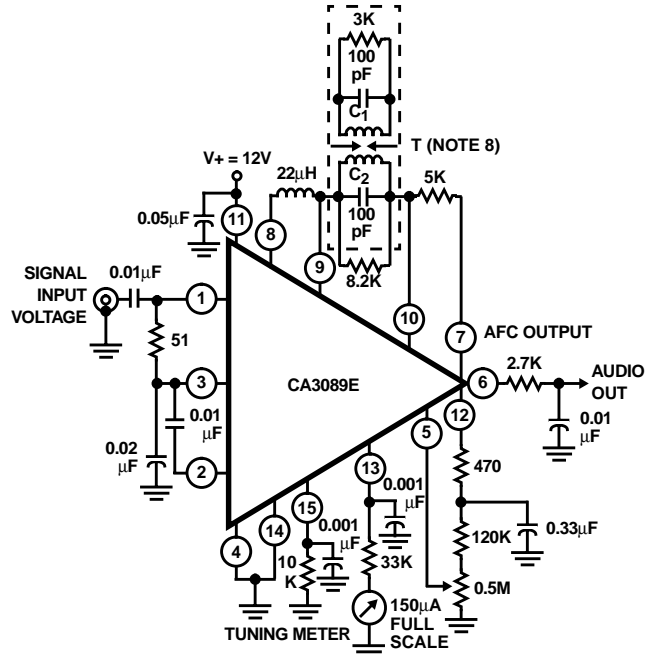 3K
100
pF
C1
T (NOTE 8)
V+ = 12V
22μH
C2
100
pF
5K
0.05μF
11
8
9
8.2K
10
7
AFC OUTPUT
SIGNAL
INPUT
VOLTAGE
0.01μF
1
51
3
CA3089E
6
2.7K
AUDIO
OUT
0.01
μF
0.02
μF
0.01
μF
2
5
12
470
13
0.001
μF
15
0.001
μF
14
4
10
K
33K
120K
0.33μF
0.5M
150μA
FULL
SCALE
TUNING METER